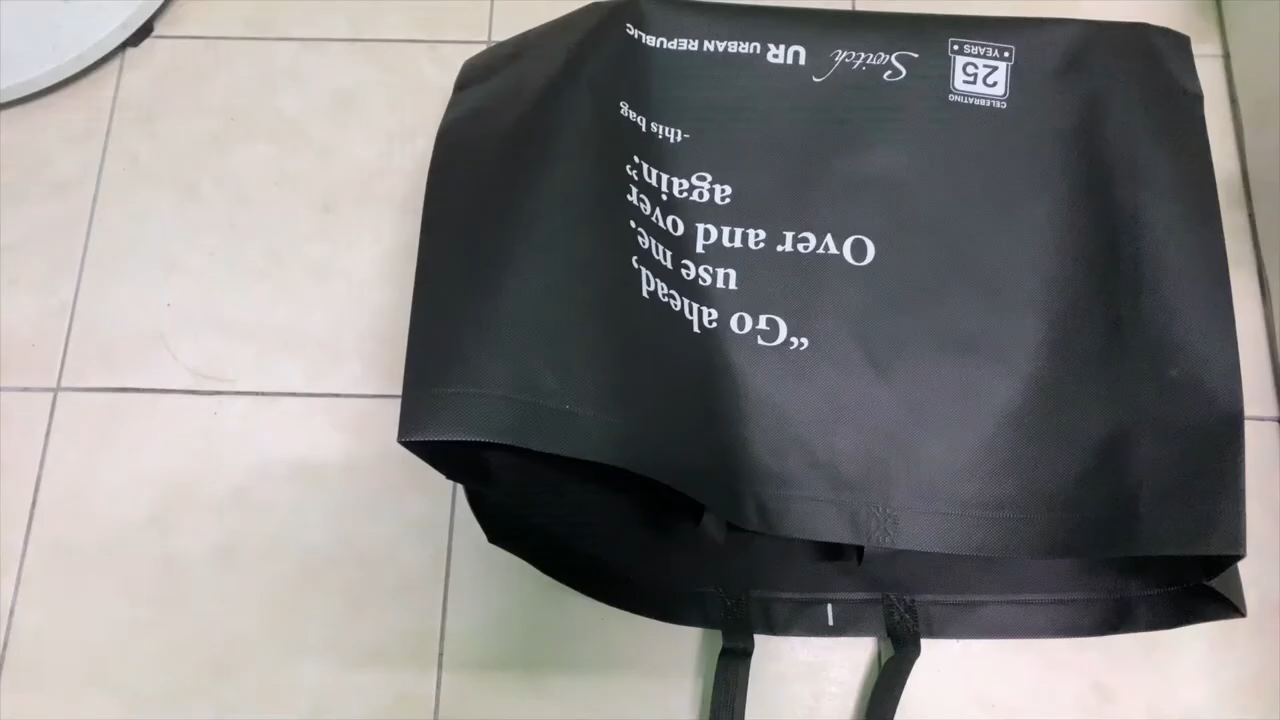 “Go ahead,
use me.
Over and over
again.”
-this bag
CELEBRATING
25
YEARS
Switch
UR URBAN REPUBLIC